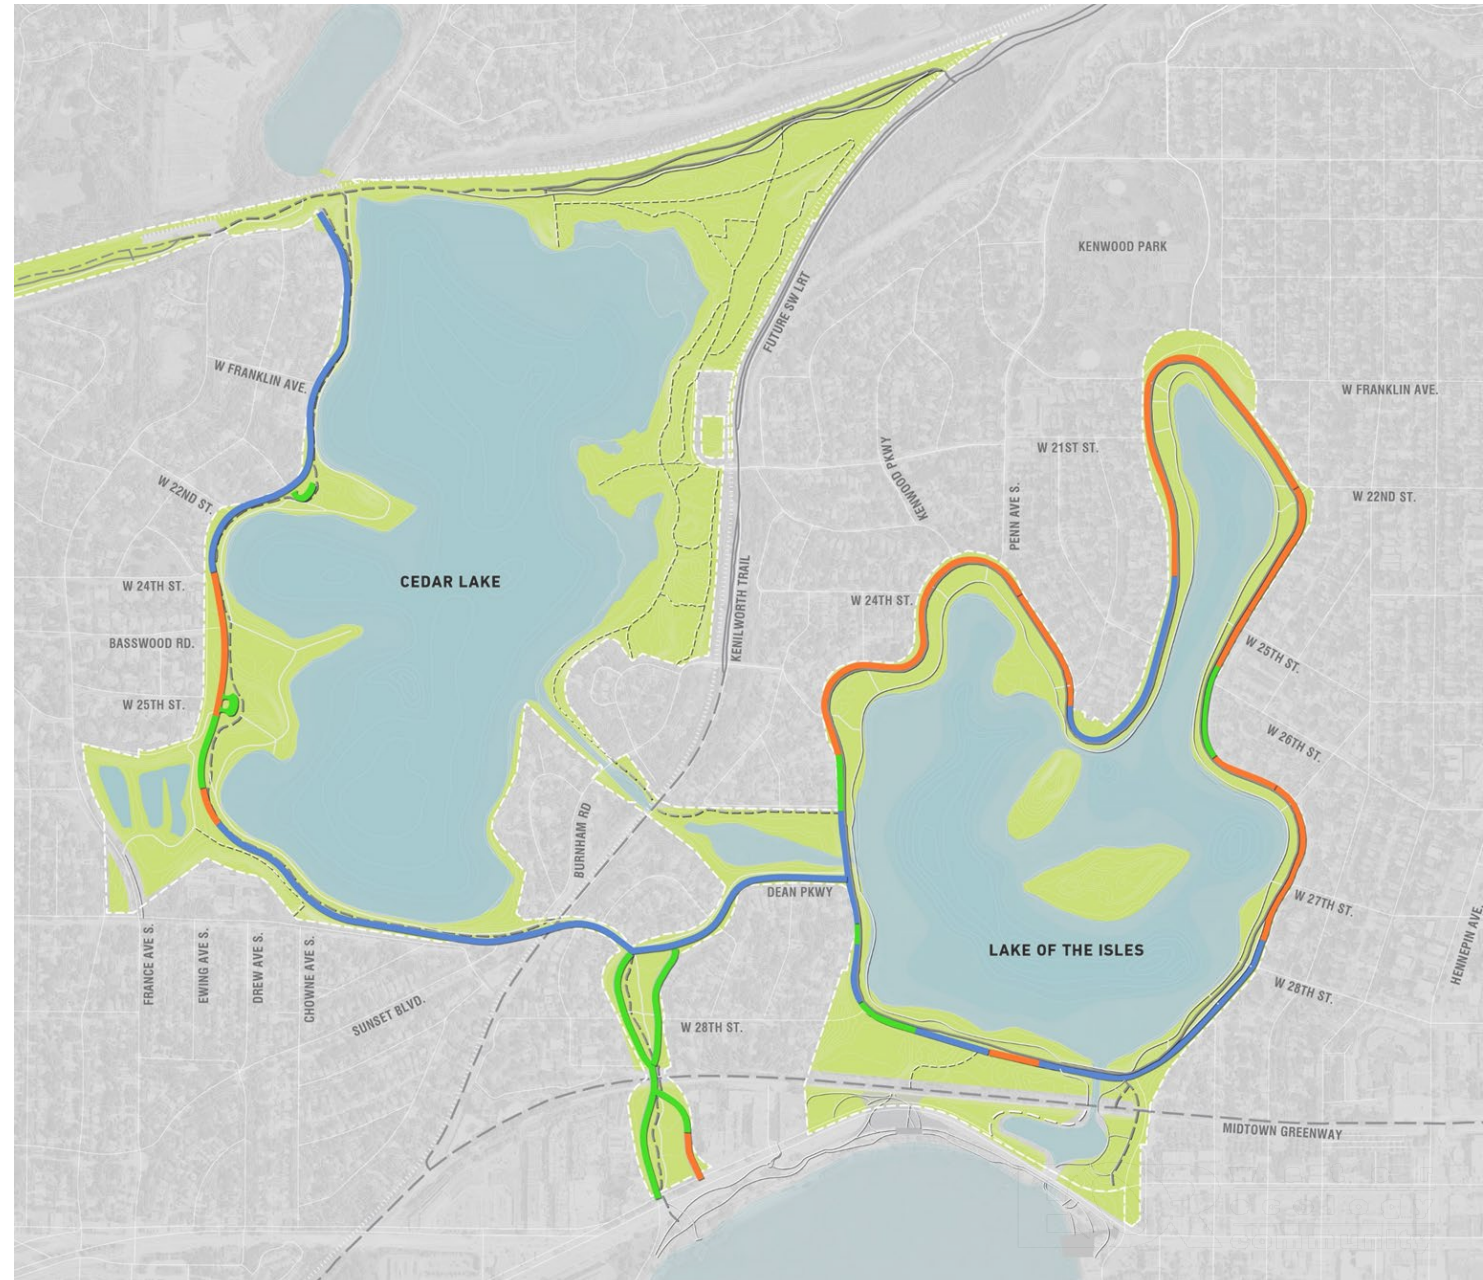 KENWOOD PARK
FUTURE SW LRT
W FRANKLIN AVE.
W FRANKLIN AVE.
W 21ST ST.
KENWOOD PKWY
W 22ND ST.
W 22ND ST.
PENN AVE S.
CEDAR LAKE
W 24TH ST.
W 24TH ST.
KENILWORTH TRAIL
BASSWOOD RD.
W 25TH ST.
W 25TH ST.
W 26TH ST.
BURNHAM RD
DEAN PKWY
W 27TH ST.
HENNEPIN AVE.
LAKE OF THE ISLES
FRANCE AVE S.
EWING AVE S.
DREW AVE S.
CHOWNE AVE S.
W 28TH ST.
SUNSET BLVD.
W 28TH ST.
MIDTOWN GREENWAY